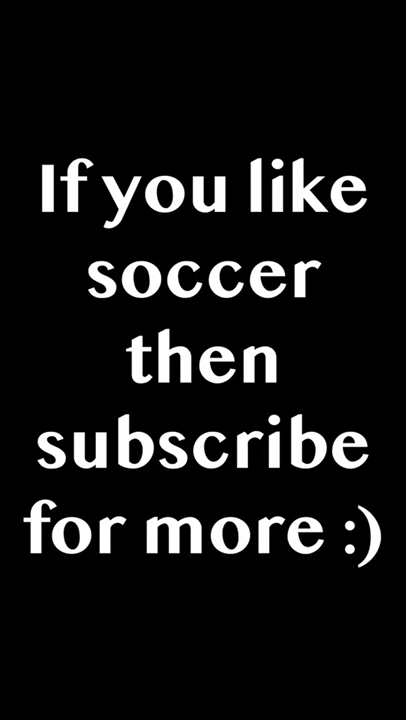 If you like
soccer
then
subscribe
for more :)